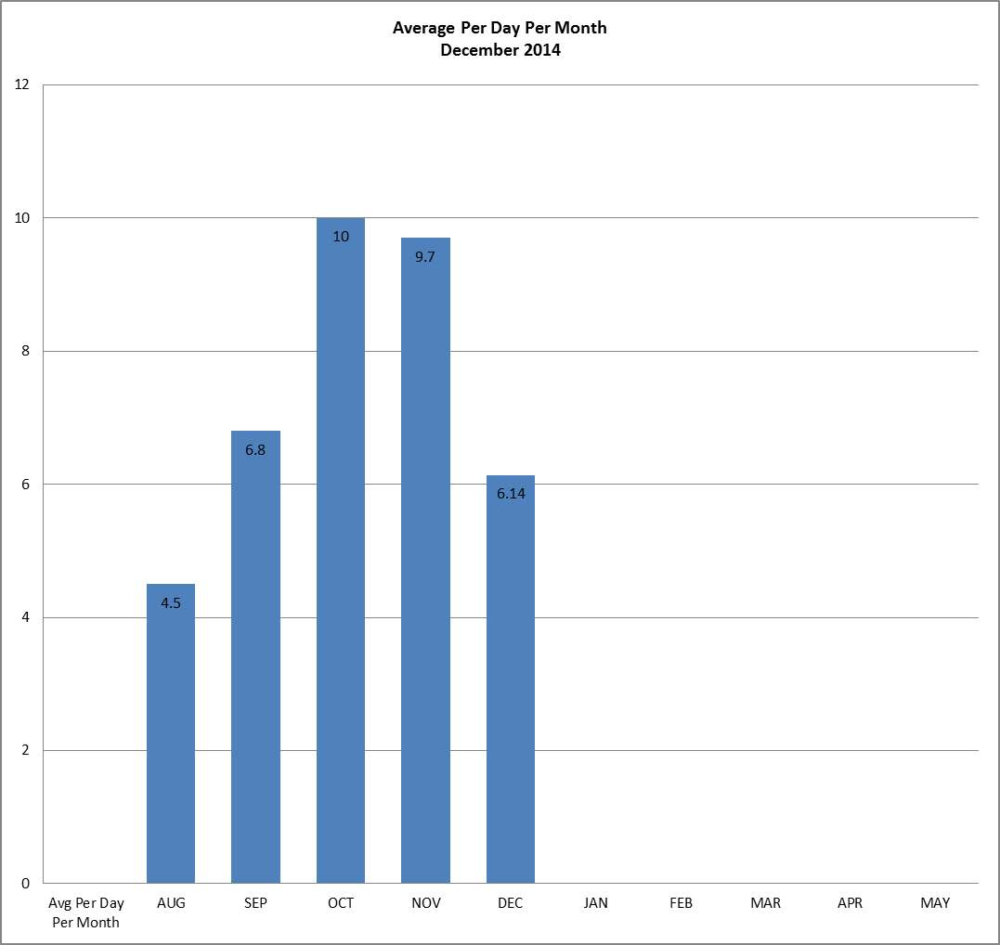 Average Per Day Per Month
December 2014
12
10
8
6
4
2
0
4.5
6.8
10
9.7
6.14
Avg Per Day
Per Month
AUG
SEP
OCT
NOV
DEC
JAN
FEB
MAR
APR
MAY